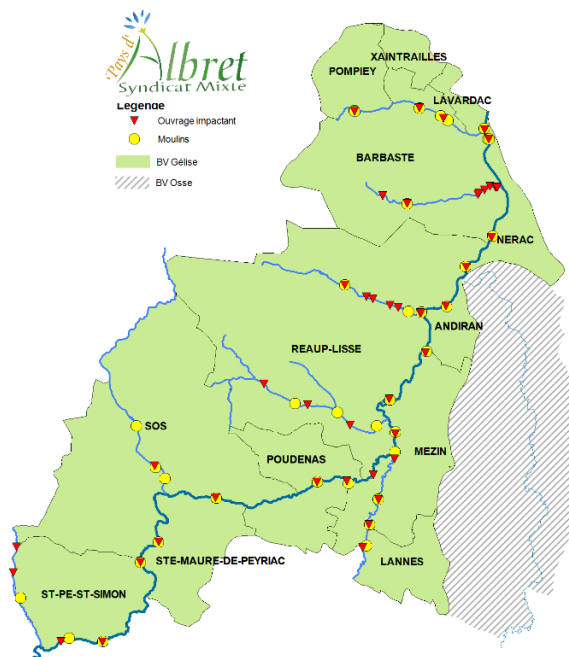 Pays d'
Albret
Syndicat Mixte
Legende
Ouvrage impactant
Moulins
BV Gélise
BV Osse
XAINTRAILLES
POMPIEY
LAVARDAC
BARBASTE
NERAC
ANDIRAN
REAUP-LISSE
SOS
MEZIN
POUDENAS
STE-MAURE-DE-PEYRIAC
LANNES
ST-PE-ST-SIMON